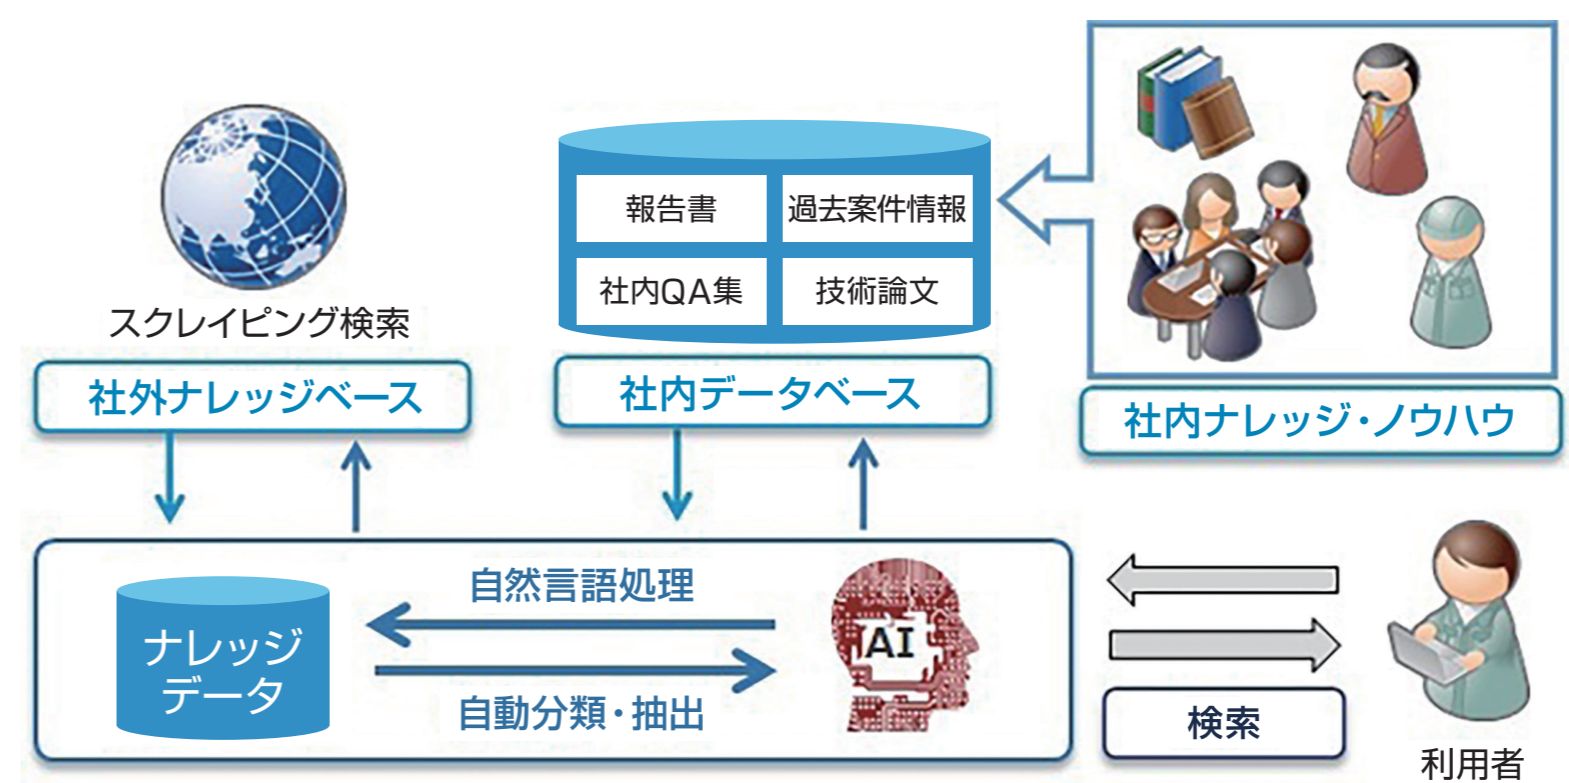 報告書
過去案件情報
社内QA集
技術論文
スクレイピング検索
社外ナレッジベース
社内データベース
社内ナレッジ・ノウハウ
自然言語処理
ナレッジ
データ
AI
自動分類・抽出
検索
利用者